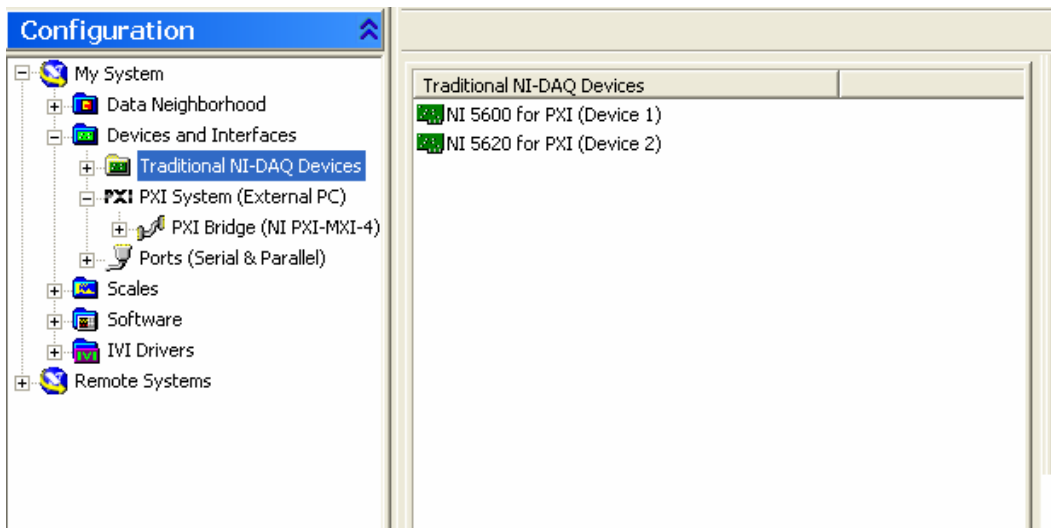 Configuration
My System
Data Neighborhood
Devices and Interfaces
Traditional NI-DAQ Devices
PXI PXI System (External PC)
PXI Bridge (NI PXI-MXI-4)
Ports (Serial & Parallel)
Scales
Software
IVI IVI Drivers
Remote Systems
Traditional NI-DAQ Devices
NI 5600 for PXI (Device 1)
NI 5620 for PXI (Device 2)